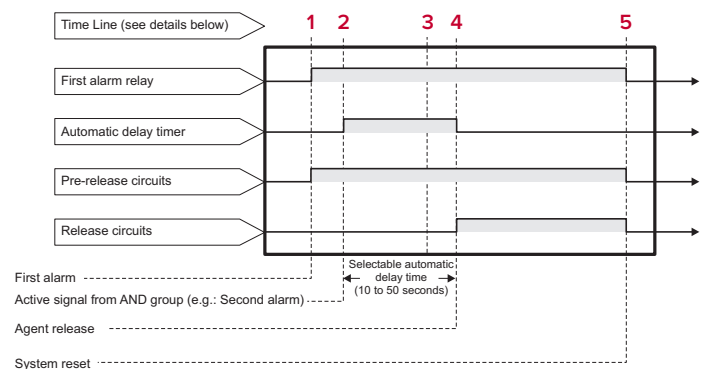 Time Line (see details below)
1 2 3 4 5
First alarm relay
Automatic delay timer
Pre-release circuits
Release circuits
Selectable automatic
delay time
(10 to 50 seconds)
First alarm
Active signal from AND group (e.g.: Second alarm)
Agent release
System reset